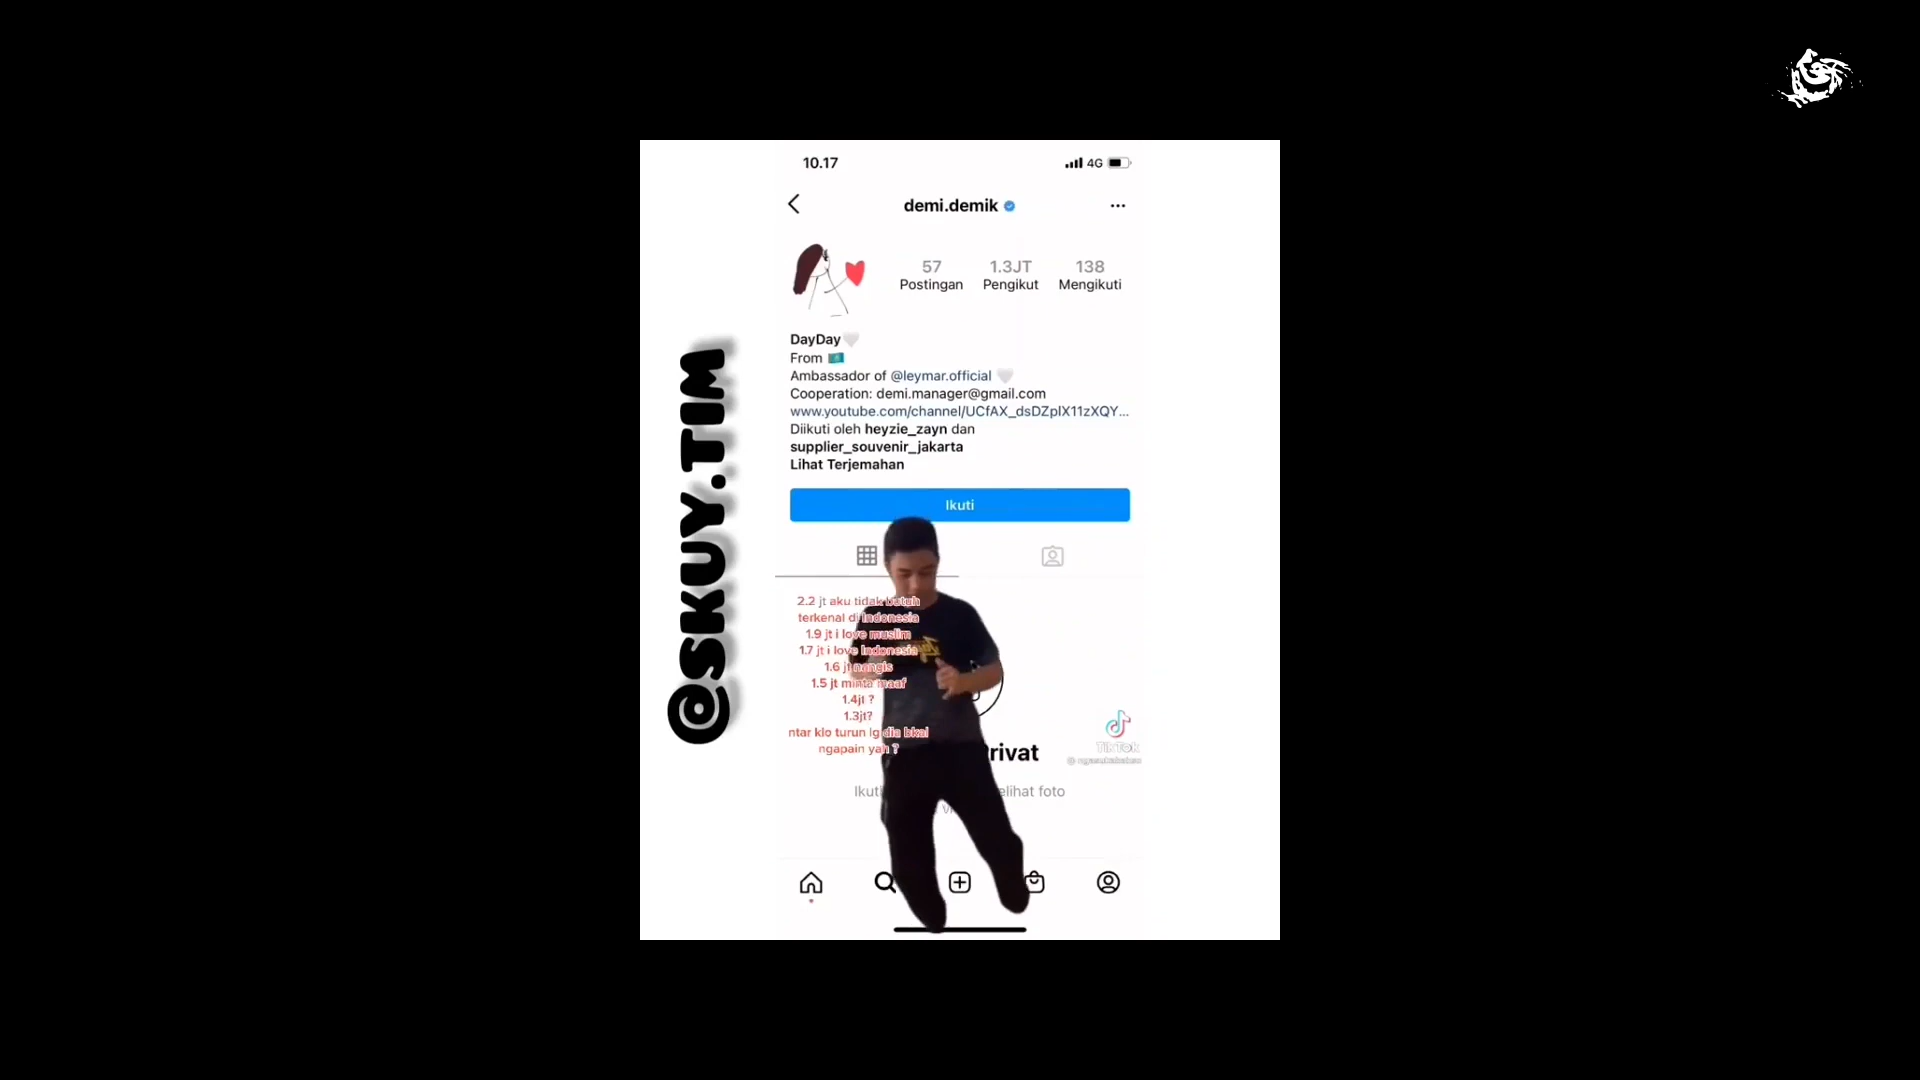 @SKUY.TIM
10.17
4G
demi.demik
57
Postingan
1.3JT
Pengikut
138
Mengikuti
DayDay
From
Ambassador of @leymar.official
Cooperation: demi.manager@gmail.com
www.youtube.com/channel/UCfAX_dsDZpIX11zXQY...
Diikuti oleh heyzie_zayn dan
supplier_souvenir_jakarta
Lihat Terjemahan
Ikuti
2.2 jt aku tidak butuh
terkenal di Indonesia
1.9 jt i love muslim
1.7 jt i love Indonesia
1.6 jt nangis
1.5 jt minta maaf
1.4jt ?
1.3jt?
ntar klo turun lg dia bkal
ngapain yah ?
rivat
Ikuti
elihat foto
TikTok